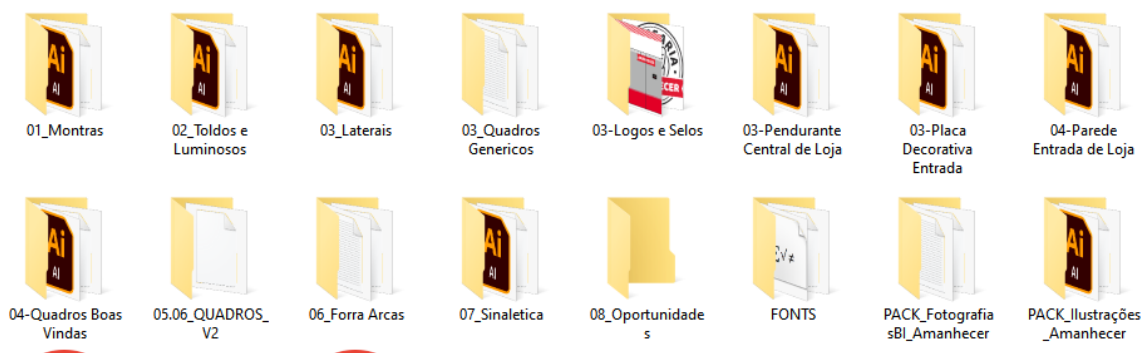 01_Montras
02_Toldos e
Luminosos
03_Laterais
03_Quadros
Genericos
03-Logos e Selos
03-Pendurante
Central de Loja
03-Placa
Decorativa
Entrada
04-Parede
Entrada de Loja
04-Quadros Boas
Vindas
05.06_QUADROS_
V2
06_Forra Arcas
07_Sinaletica
08_Oportunidade
s
FONTS
PACK_Fotografia
sBI_Amanhecer
PACK_Ilustrações
_Amanhecer